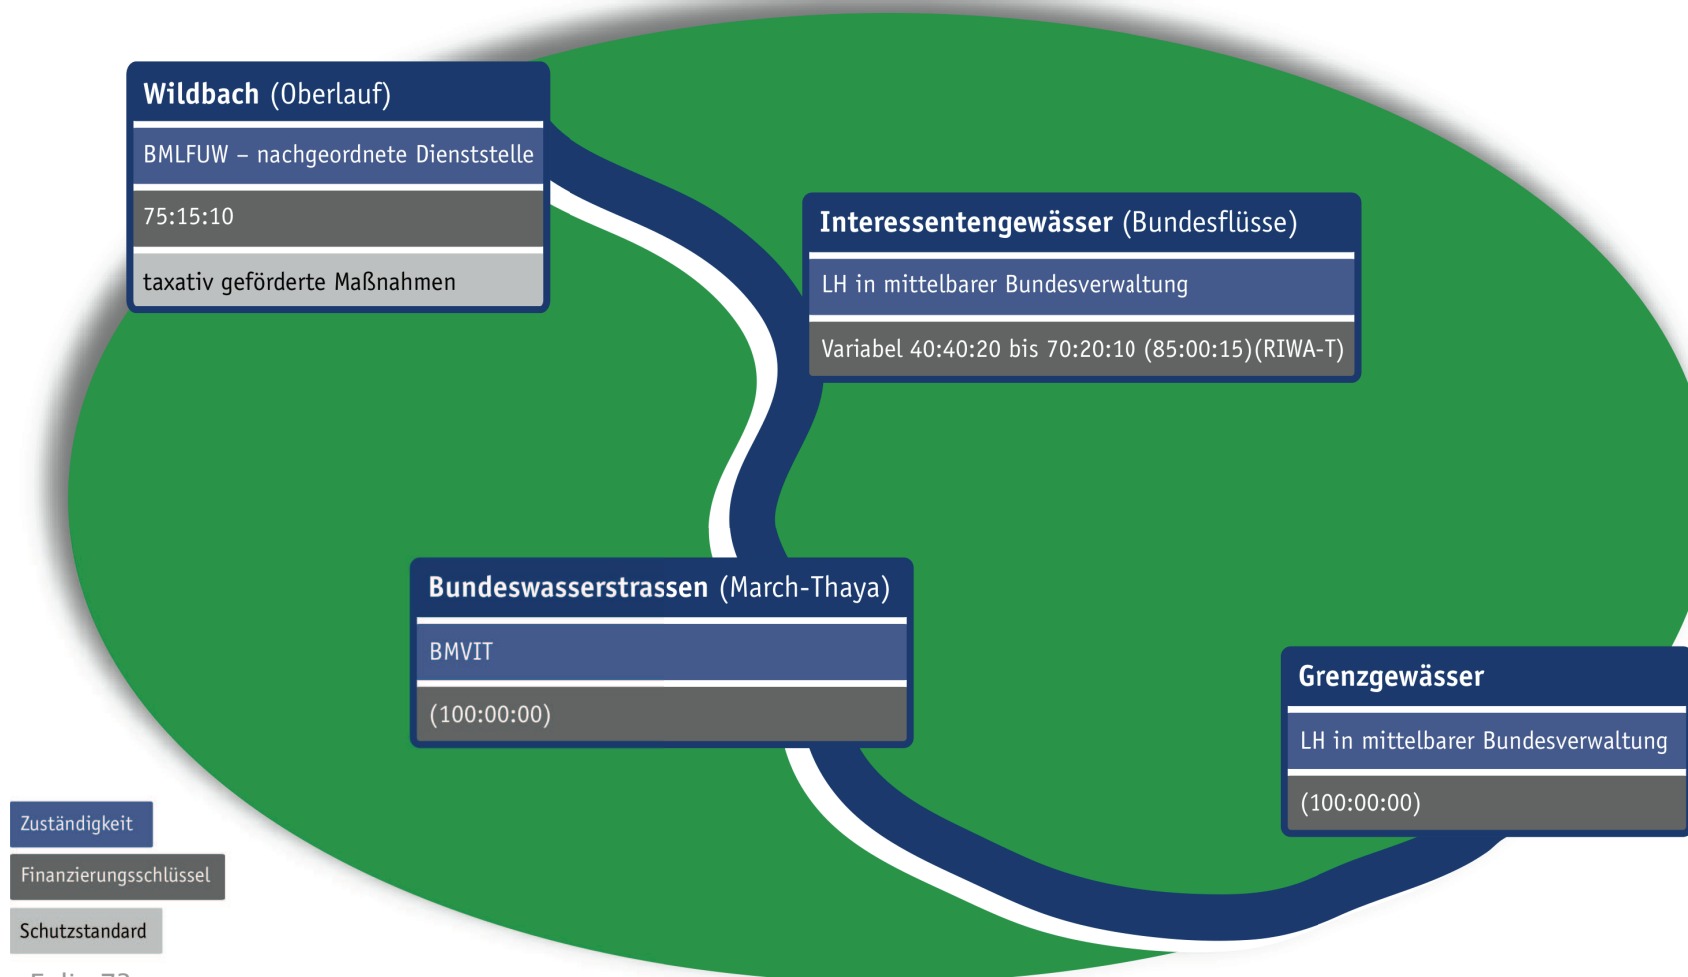 Wildbach (Oberlauf)
BMLFUW – nachgeordnete Dienststelle
75:15:10
taxativ geförderte Maßnahmen
Interessentengewässer (Bundesflüsse)
LH in mittelbarer Bundesverwaltung
Variabel 40:40:20 bis 70:20:10 (85:00:15)(RIWA-T)
Bundeswasserstrassen (March-Thaya)
BMVIT
(100:00:00)
Grenzgewässer
LH in mittelbarer Bundesverwaltung
(100:00:00)
Zuständigkeit
Finanzierungsschlüssel
Schutzstandard